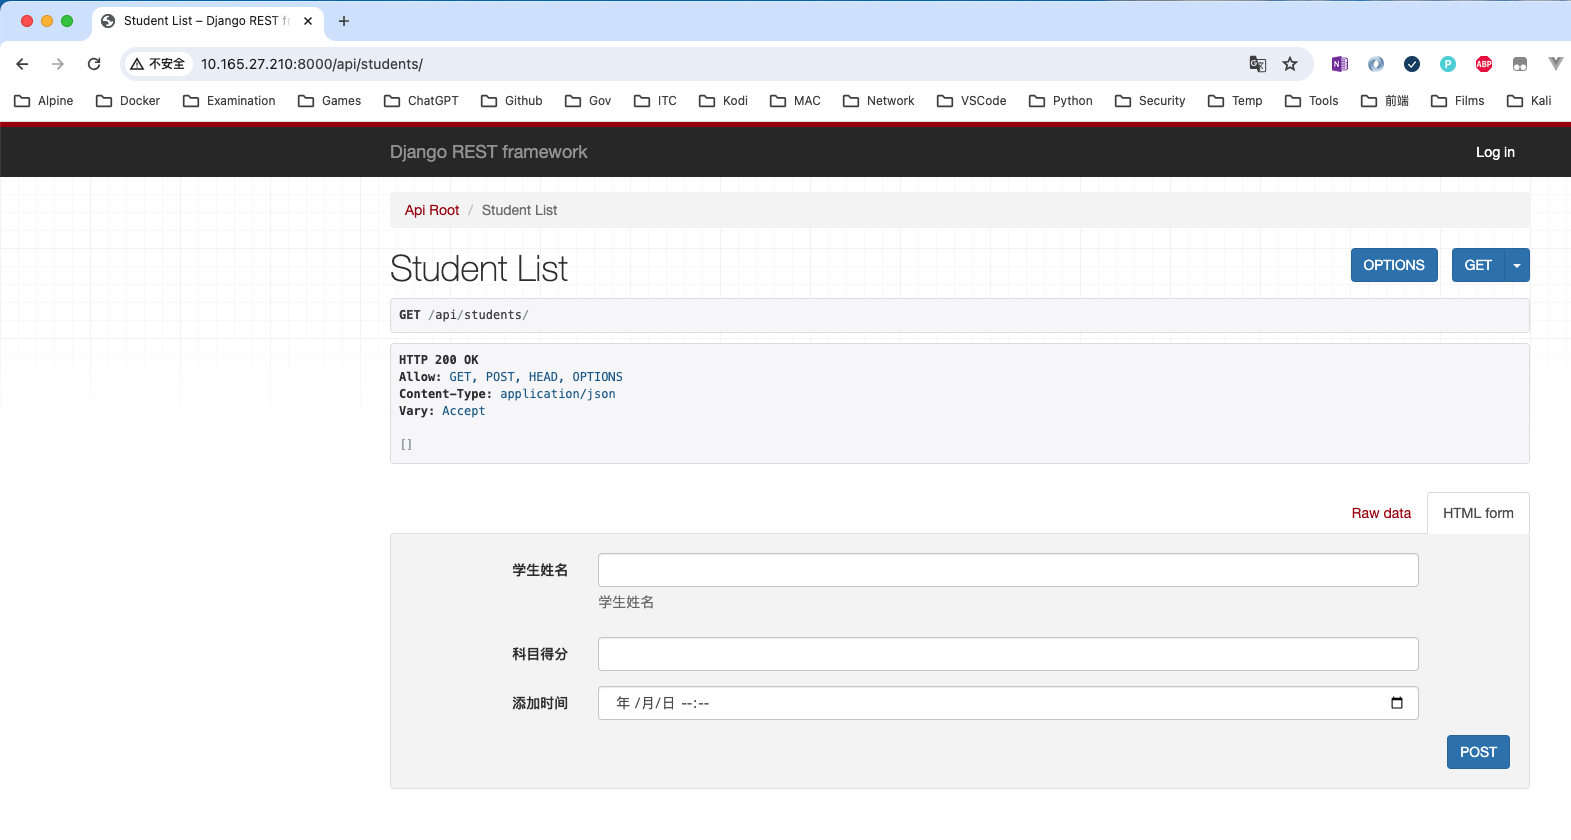 Student List – Django REST fr
不安全 10.165.27.210:8000/api/students/
Alpine Docker Examination Games ChatGPT Github Gov ITC Kodi MAC Network VSCode Python Security Temp Tools 前端 Films Kali
Django REST framework Log in
Api Root / Student List
Student List OPTIONS GET
GET /api/students/
HTTP 200 OK
Allow: GET, POST, HEAD, OPTIONS
Content-Type: application/json
Vary: Accept
[]
Raw data HTML form
学生姓名
学生姓名
科目得分
添加时间 年 /月/日 --:--
POST